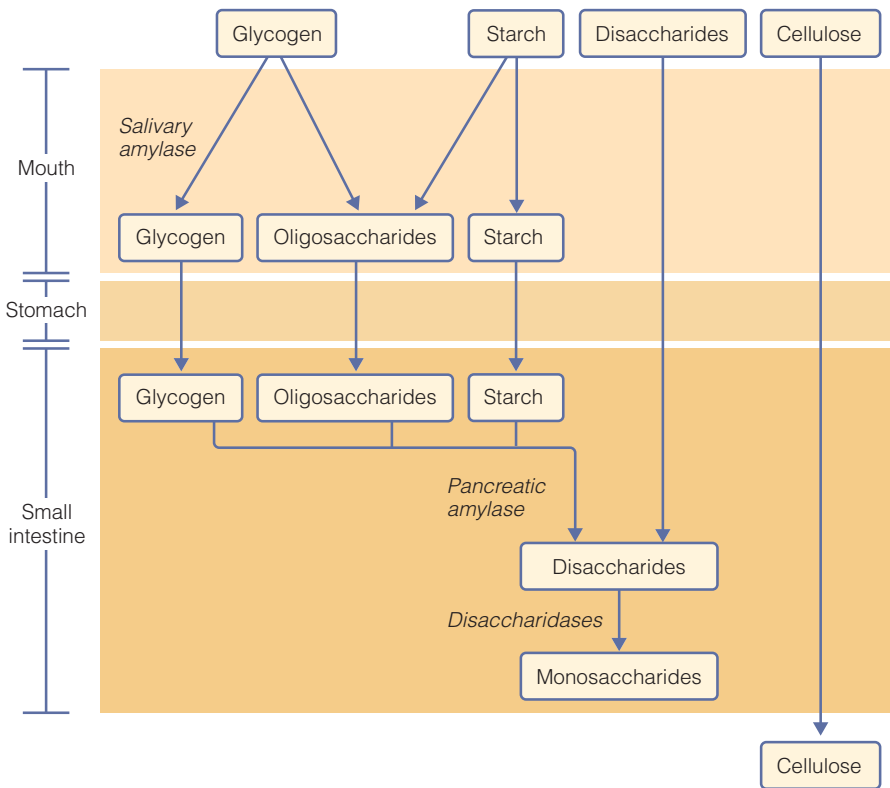 Glycogen
Starch
Disaccharides
Cellulose
Salivary
amylase
Mouth
Glycogen
Oligosaccharides
Starch
Stomach
Glycogen
Oligosaccharides
Starch
Pancreatic
amylase
Small
intestine
Disaccharides
Disaccharidases
Monosaccharides
Cellulose